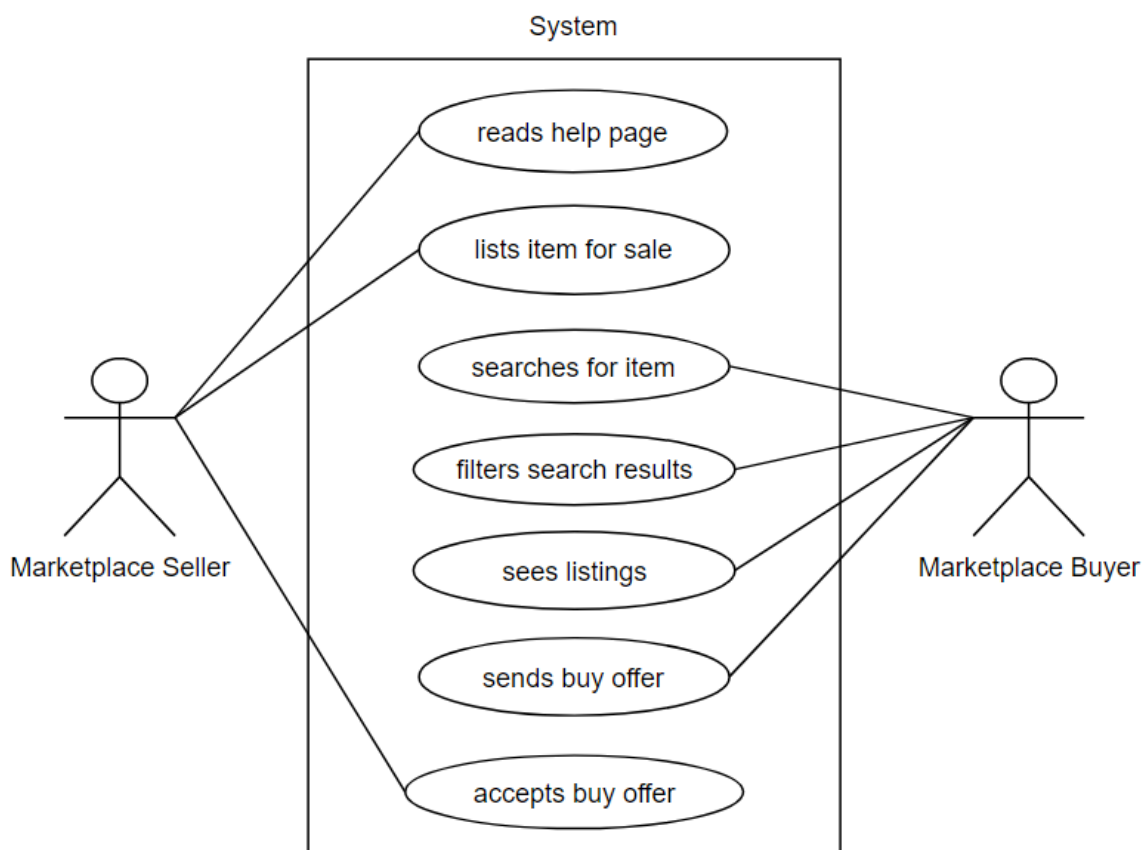 System
reads help page
lists item for sale
searches for item
filters search results
sees listings
sends buy offer
accepts buy offer
Marketplace Seller
Marketplace Buyer